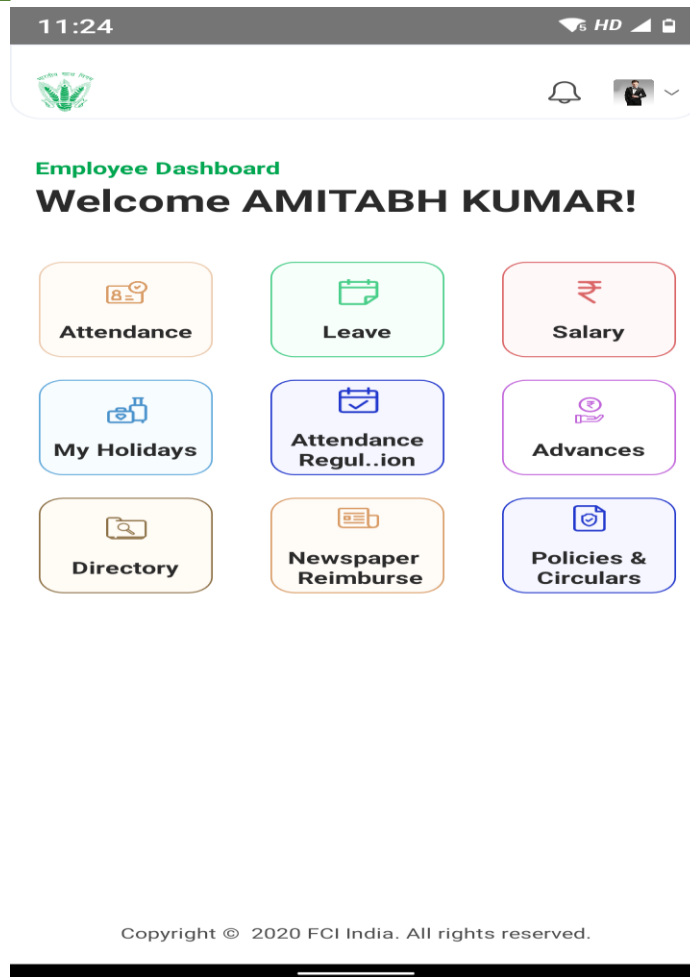 11:24
5 HD
Employee Dashboard
Welcome AMITABH KUMAR!
Attendance
Leave
Salary
My Holidays
Attendance
Regul..ion
Advances
Directory
Newspaper
Reimburse
Policies &
Circulars
Copyright © 2020 FCI India. All rights reserved.